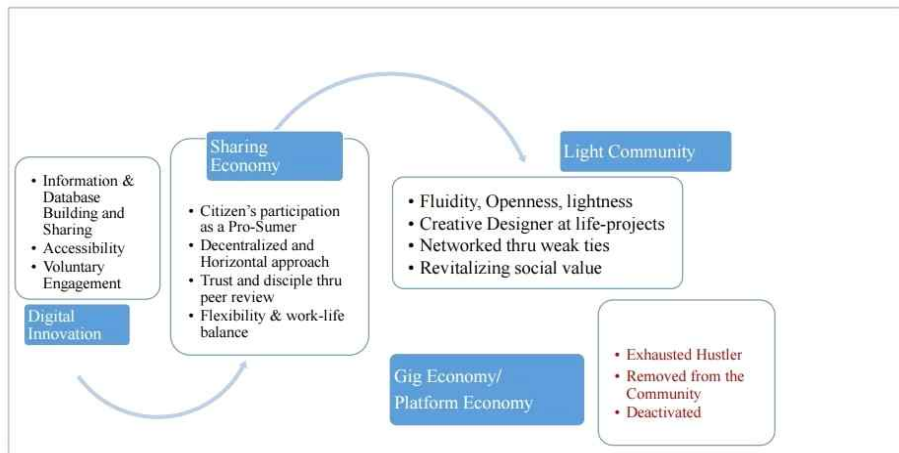 • Information &
Database
Building and
Sharing
• Accessibility
• Voluntary
Engagement
Digital
Innovation
Sharing
Economy
• Citizen's participation
as a Pro-Sumer
• Decentralized and
Horizontal approach
• Trust and disciple thru
peer review
• Flexibility & work-life
balance
Light Community
• Fluidity, Openness, lightness
• Creative Designer at life-projects
• Networked thru weak ties
• Revitalizing social value
Gig Economy/
Platform Economy
• Exhausted Hustler
• Removed from the
Community
• Deactivated